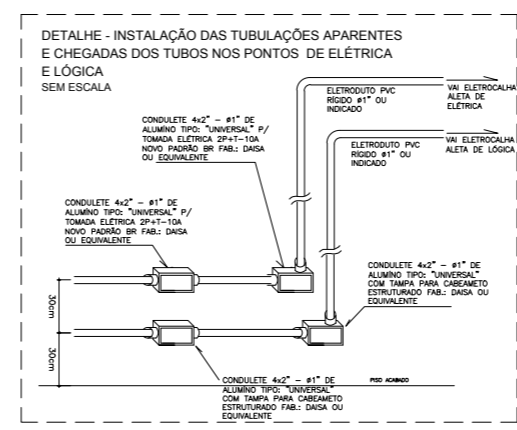 DETALHE - INSTALAÇÃO DAS TUBULAÇÕES APARENTES
E CHEGADAS DOS TUBOS NOS PONTOS DE ELÉTRICA
E LÓGICA
SEM ESCALA
ELETRODUTO PVC
RÍGIDO ø1" OU
INDICADO
VAI ELETROCALHA
ALETA DE
ELÉTRICA
CONDULETE 4x2" - ø1" DE
ALUMÍNO TIPO: "UNIVERSAL" P/
TOMADA ELÉTRICA 2P+T-10A
NOVO PADRÃO BR FAB.: DAISA
OU EQUIVALENTE
ELETRODUTO PVC
RÍGIDO ø1" OU
INDICADO
VAI ELETROCALHA
ALETA DE LÓGICA
CONDULETE 4x2" - ø1" DE
ALUMÍNO TIPO: "UNIVERSAL" P/
TOMADA ELÉTRICA 2P+T-10A
NOVO PADRÃO BR FAB.: DAISA
OU EQUIVALENTE
CONDULETE 4x2" - ø1" DE
ALUMÍNO TIPO: "UNIVERSAL"
COM TAMPA PARA CABEAMETO
ESTRUTURADO FAB.: DAISA OU
EQUIVALENTE
30cm
30cm
CONDULETE 4x2" - ø1" DE
ALUMÍNO TIPO: "UNIVERSAL"
COM TAMPA PARA CABEAMETO
ESTRUTURADO FAB.: DAISA OU
EQUIVALENTE
PISO ACABADO